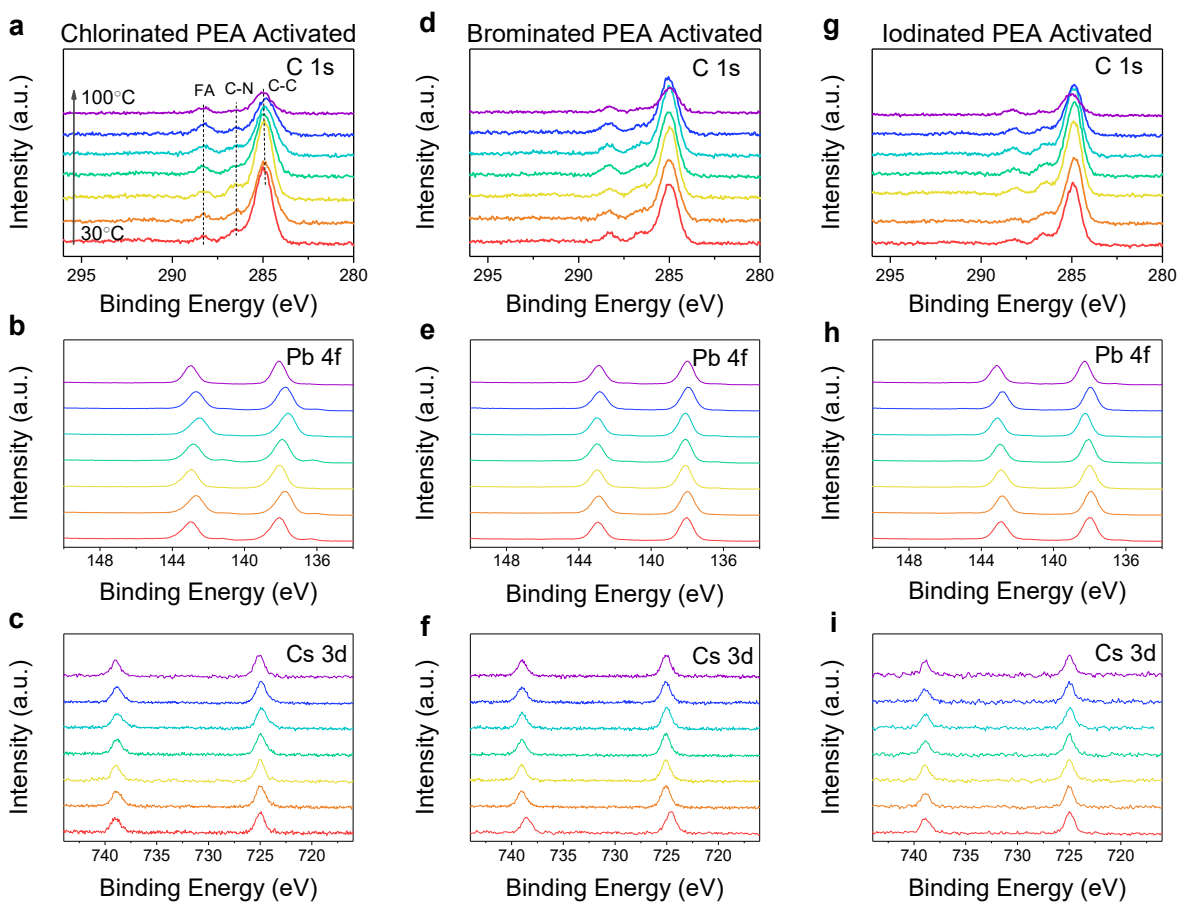 a Chlorinated PEA Activated
C 1s
100°C
FA C-N C-C
30°C
Intensity (a.u.)
295 290 285 280
Binding Energy (eV)
b
Pb 4f
Intensity (a.u.)
148 144 140 136
Binding Energy (eV)
c
Cs 3d
Intensity (a.u.)
740 735 730 725 720
Binding Energy (eV)
d Brominated PEA Activated
C 1s
Intensity (a.u.)
295 290 285 280
Binding Energy (eV)
e
Pb 4f
Intensity (a.u.)
148 144 140 136
Binding Energy (eV)
f
Cs 3d
Intensity (a.u.)
740 735 730 725 720
Binding Energy (eV)
g Iodinated PEA Activated
C 1s
Intensity (a.u.)
295 290 285 280
Binding Energy (eV)
h
Pb 4f
Intensity (a.u.)
148 144 140 136
Binding Energy (eV)
i
Cs 3d
Intensity (a.u.)
740 735 730 725 720
Binding Energy (eV)